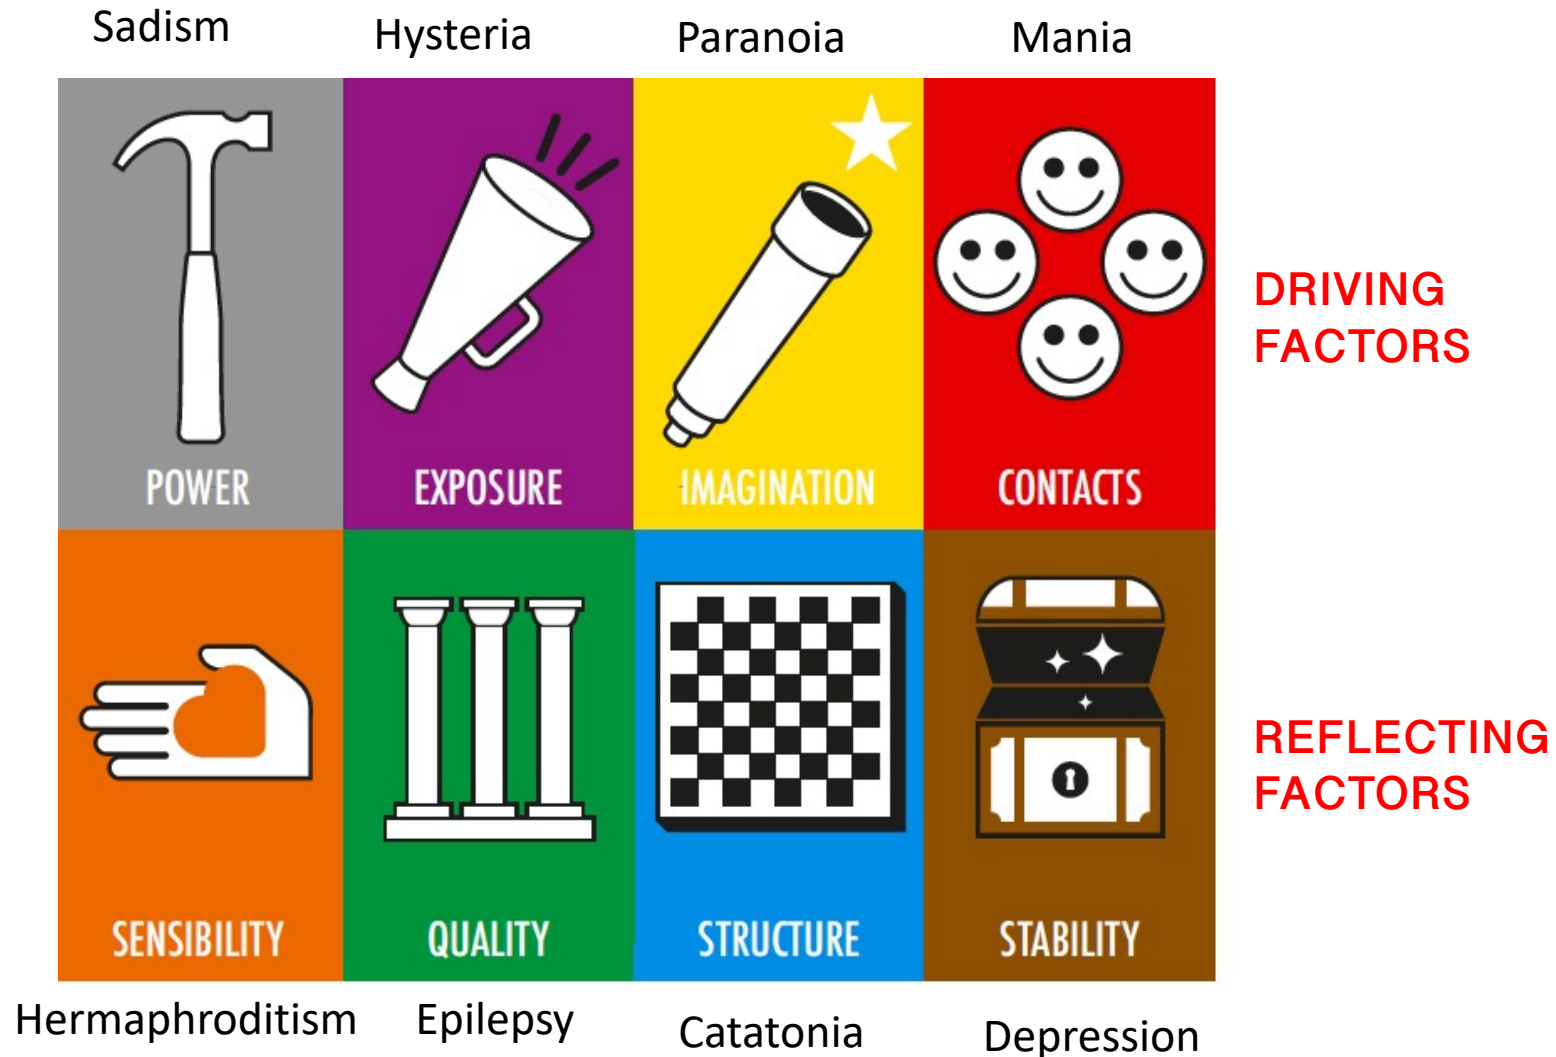 Sadism Hysteria Paranoia Mania
POWER EXPOSURE IMAGINATION CONTACTS
DRIVING
FACTORS
SENSIBILITY QUALITY STRUCTURE STABILITY
REFLECTING
FACTORS
Hermaphroditism Epilepsy Catatonia Depression